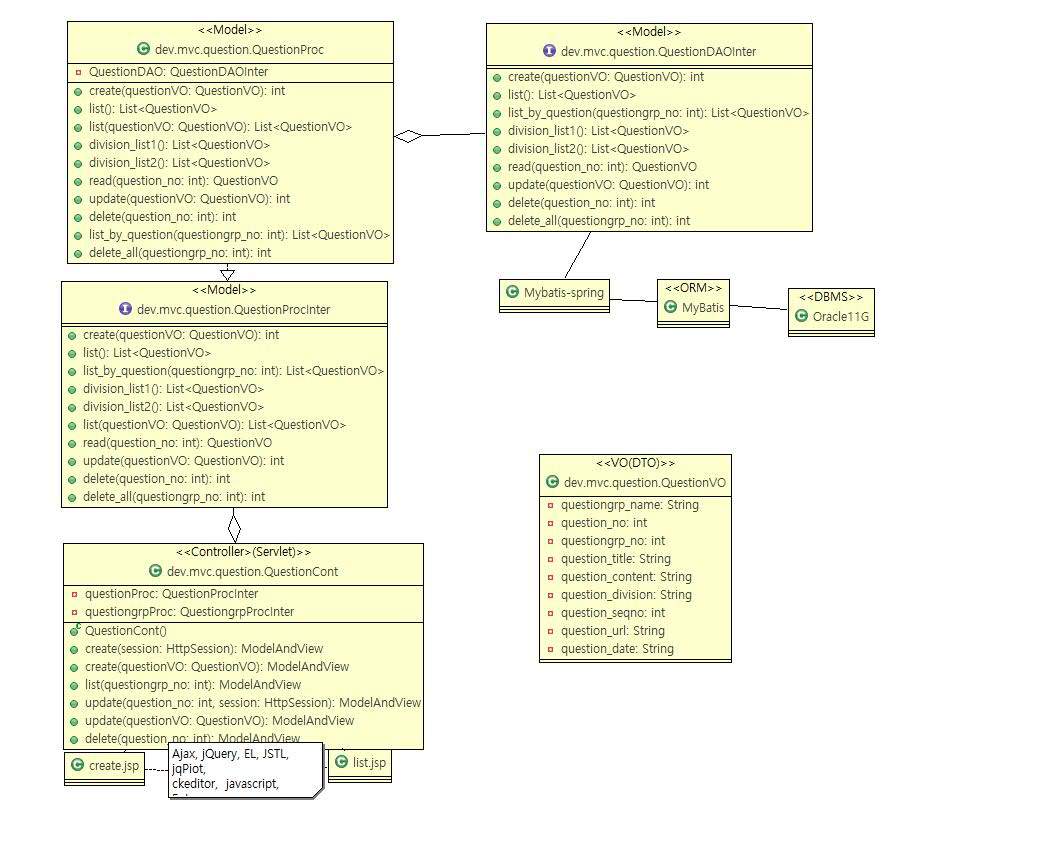 <<Model>>
dev.mvc.question.QuestionProc
QuestionDAO: QuestionDAOInter
create(questionVO: QuestionVO): int
list(): List<QuestionVO>
list(questionVO: QuestionVO): List<QuestionVO>
division_list1(): List<QuestionVO>
division_list2(): List<QuestionVO>
read(question_no: int): QuestionVO
update(questionVO: QuestionVO): int
delete(question_no: int): int
list_by_question(questiongrp_no: int): List<QuestionVO>
delete_all(questiongrp_no: int): int
<<Model>>
dev.mvc.question.QuestionDAOInter
create(questionVO: QuestionVO): int
list(): List<QuestionVO>
list_by_question(questiongrp_no: int): List<QuestionVO>
division_list1(): List<QuestionVO>
division_list2(): List<QuestionVO>
read(question_no: int): QuestionVO
update(questionVO: QuestionVO): int
delete(question_no: int): int
delete_all(questiongrp_no: int): int
Mybatis-spring
<<ORM>>
MyBatis
<<DBMS>>
Oracle11G
<<Model>>
dev.mvc.question.QuestionProcInter
create(questionVO: QuestionVO): int
list(): List<QuestionVO>
list_by_question(questiongrp_no: int): List<QuestionVO>
division_list1(): List<QuestionVO>
division_list2(): List<QuestionVO>
list(questionVO: QuestionVO): List<QuestionVO>
read(question_no: int): QuestionVO
update(questionVO: QuestionVO): int
delete(question_no: int): int
delete_all(questiongrp_no: int): int
<<VO(DTO)>>
dev.mvc.question.QuestionVO
questiongrp_name: String
question_no: int
questiongrp_no: int
question_title: String
question_content: String
question_division: String
question_seqno: int
question_url: String
question_date: String
<<Controller>(Servlet)>>
dev.mvc.question.QuestionCont
questionProc: QuestionProcInter
questiongrpProc: QuestiongrpProcInter
QuestionCont()
create(session: HttpSession): ModelAndView
create(questionVO: QuestionVO): ModelAndView
list(questiongrp_no: int): ModelAndView
update(question_no: int, session: HttpSession): ModelAndView
update(questionVO: QuestionVO): ModelAndView
delete(question_no: int): ModelAndView
create.jsp
Ajax, jQuery, EL, JSTL,
jqPiot,
ckeditor, javascript,
list.jsp